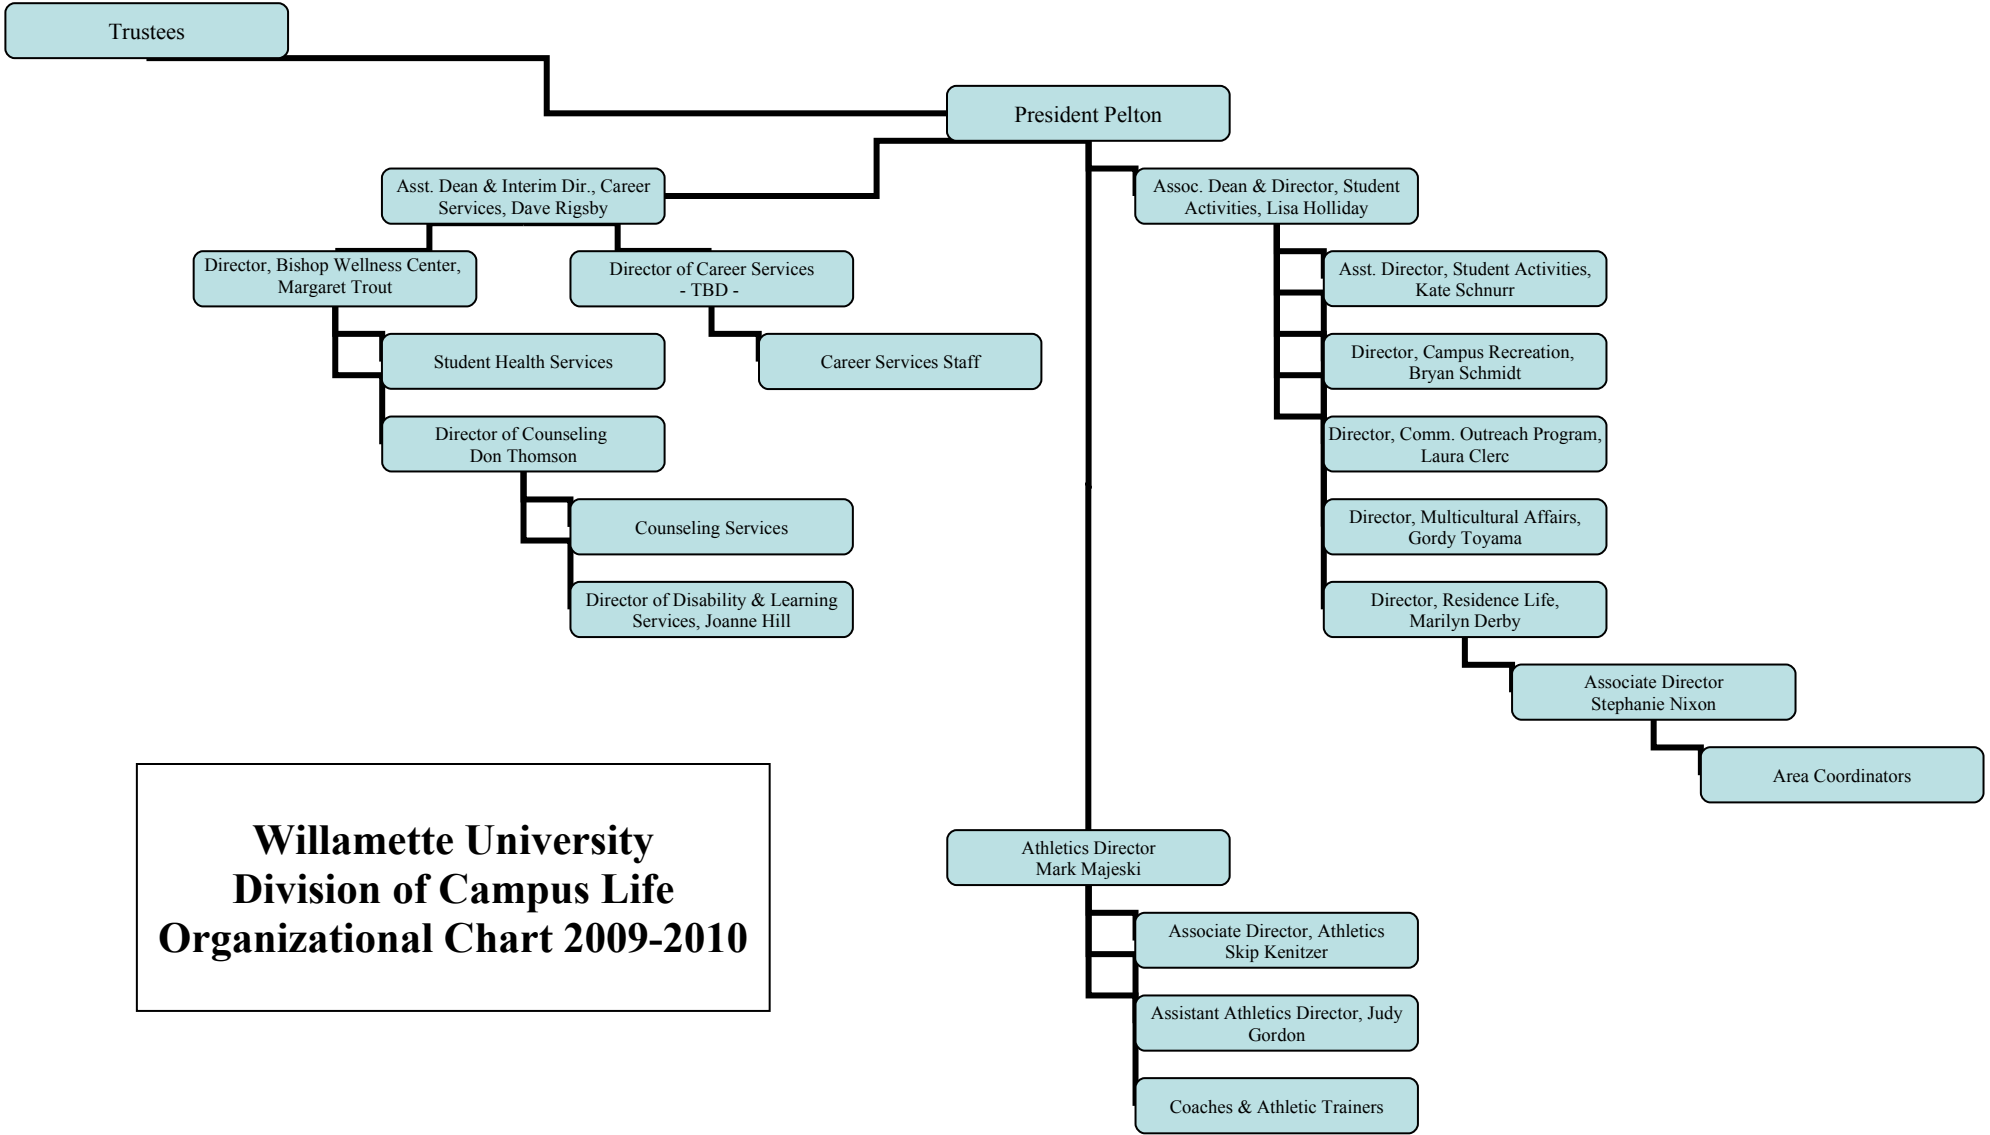 Trustees
President Pelton
Asst. Dean & Interim Dir., Career
Services, Dave Rigsby
Assoc. Dean & Director, Student
Activities, Lisa Holliday
Director, Bishop Wellness Center,
Margaret Trout
Director of Career Services
- TBD -
Asst. Director, Student Activities,
Kate Schnurr
Student Health Services
Career Services Staff
Director, Campus Recreation,
Bryan Schmidt
Director of Counseling
Don Thomson
Director, Comm. Outreach Program,
Laura Clerc
Counseling Services
Director, Multicultural Affairs,
Gordy Toyama
Director of Disability & Learning
Services, Joanne Hill
Director, Residence Life,
Marilyn Derby
Associate Director
Stephanie Nixon
Area Coordinators
Willamette University
Division of Campus Life
Organizational Chart 2009-2010
Athletics Director
Mark Majeski
Associate Director, Athletics
Skip Kenitzer
Assistant Athletics Director, Judy
Gordon
Coaches & Athletic Trainers